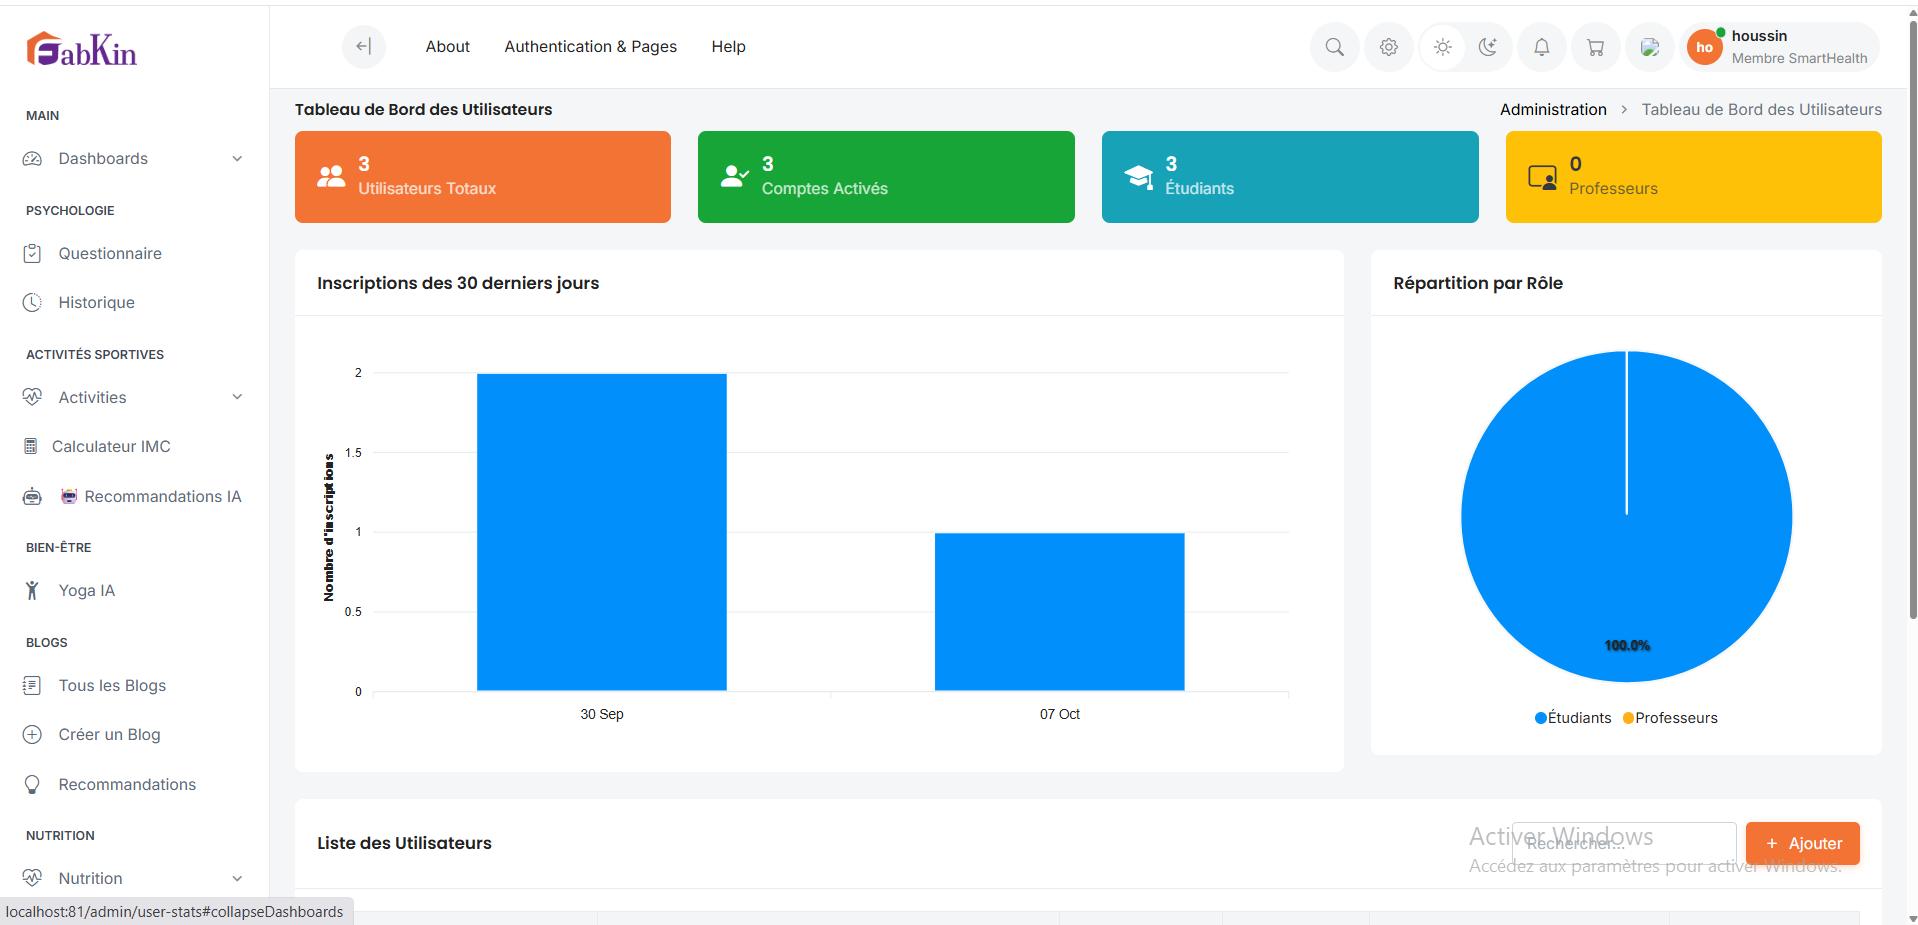 FabKin
About
Authentication & Pages
Help
ho
houssin
Membre SmartHealth
MAIN
Dashboards
PSYCHOLOGIE
Questionnaire
Historique
ACTIVITÉS SPORTIVES
Activities
Calculateur IMC
Recommandations IA
BIEN-ÊTRE
Yoga IA
BLOGS
Tous les Blogs
Créer un Blog
Recommandations
NUTRITION
Nutrition
Tableau de Bord des Utilisateurs
Administration > Tableau de Bord des Utilisateurs
3
Utilisateurs Totaux
3
Comptes Activés
3
Étudiants
0
Professeurs
Inscriptions des 30 derniers jours
Nombre d'inscriptions
2
1.5
1
0.5
0
30 Sep
07 Oct
Répartition par Rôle
100.0%
Étudiants
Professeurs
Liste des Utilisateurs
Rechercher...
+ Ajouter
Activer Windows
Accédez aux paramètres pour activer Windows.
localhost:81/admin/user-stats#collapseDashboards